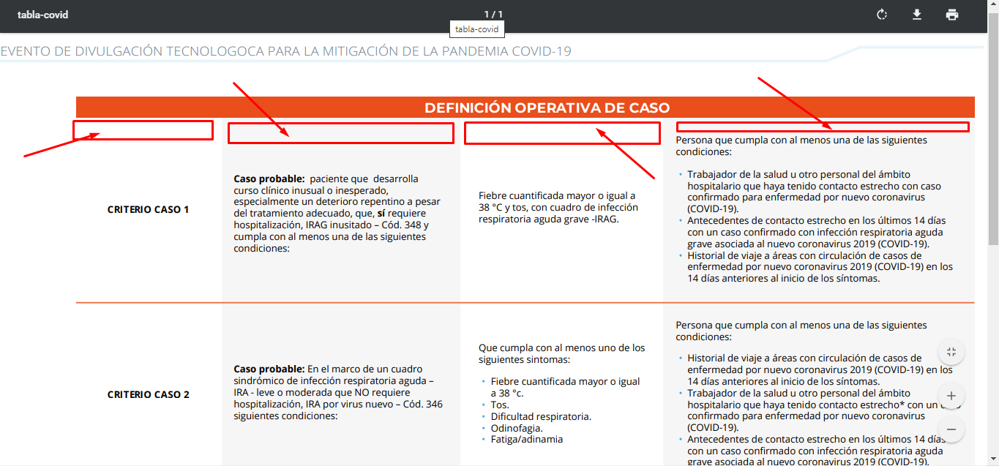 tabla-covid
1 / 1
tabla-covid
EVENTO DE DIVULGACIÓN TECNOLOGOCA PARA LA MITIGACIÓN DE LA PANDEMIA COVID-19
DEFINICIÓN OPERATIVA DE CASO
CRITERIO CASO 1
Caso probable: paciente que desarrolla
curso clínico inusual o inesperado,
especialmente un deterioro repentino a pesar
del tratamiento adecuado, que, sí requiere
hospitalización, IRAG inusitado – Cód. 348 y
cumpla con al menos una de las siguientes
condiciones:
Fiebre cuantificada mayor o igual a
38 °C y tos, con cuadro de infección
respiratoria aguda grave -IRAG.
Persona que cumpla con al menos una de las siguientes
condiciones:
• Trabajador de la salud u otro personal del ámbito
hospitalario que haya tenido contacto estrecho con caso
confirmado para enfermedad por nuevo coronavirus
(COVID-19).
• Antecedentes de contacto estrecho en los últimos 14 días
con un caso confirmado con infección respiratoria aguda
grave asociada al nuevo coronavirus 2019 (COVID-19).
• Historial de viaje a áreas con circulación de casos de
enfermedad por nuevo coronavirus 2019 (COVID-19) en los
14 días anteriores al inicio de los síntomas.
CRITERIO CASO 2
Caso probable: En el marco de un cuadro
sindrómico de infección respiratoria aguda –
IRA - leve o moderada que NO requiere
hospitalización, IRA por virus nuevo – Cód. 346
siguientes condiciones:
Que cumpla con al menos uno de los
siguientes sintomas:
• Fiebre cuantificada mayor o igual
a 38 °c.
• Tos.
• Dificultad respiratoria.
• Odinofagia.
• Fatiga/adinamia
Persona que cumpla con al menos una de las siguientes
condiciones:
• Historial de viaje a áreas con circulación de casos de
enfermedad por nuevo coronavirus 2019 (COVID-19) en los
14 días anteriores al inicio de los síntomas.
• Trabajador de la salud u otro personal del ámbito
hospitalario que haya tenido contacto estrecho* con un
confirmado para enfermedad por nuevo coronavirus
(COVID-19).
• Antecedentes de contacto estrecho en los últimos 14 días
con un caso confirmado con infección respiratoria aguda
grave asociada al nuevo coronavirus 2019 (COVID-19).